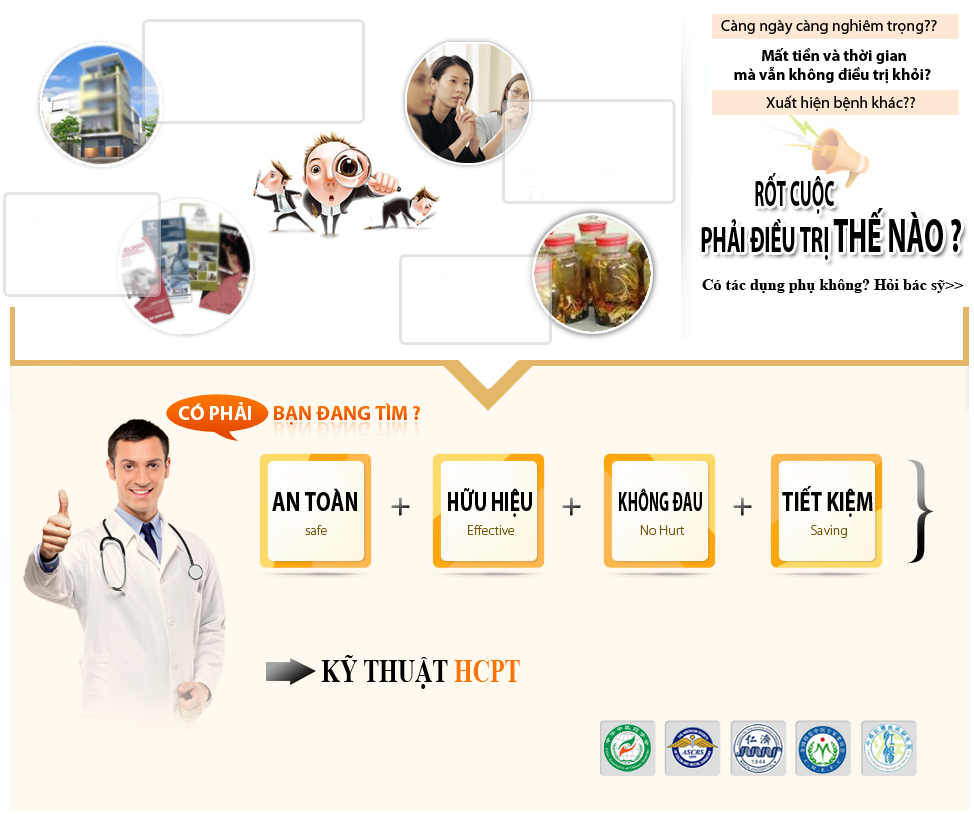 Càng ngày càng nghiêm trọng??
Mất tiền và thời gian
mà vẫn không điều trị khỏi?
Xuất hiện bệnh khác??
RỐT CUỘC
PHẢI ĐIỀU TRỊ THẾ NÀO ?
Có tác dụng phụ không? Hỏi bác sỹ>>
CÓ PHẢI BẠN ĐANG TÌM ?
AN TOÀN + HỮU HIỆU + KHÔNG ĐAU + TIẾT KIỆM }
safe Effective No Hurt Saving
KỸ THUẬT HCPT
ASCRS
仁濟
1844